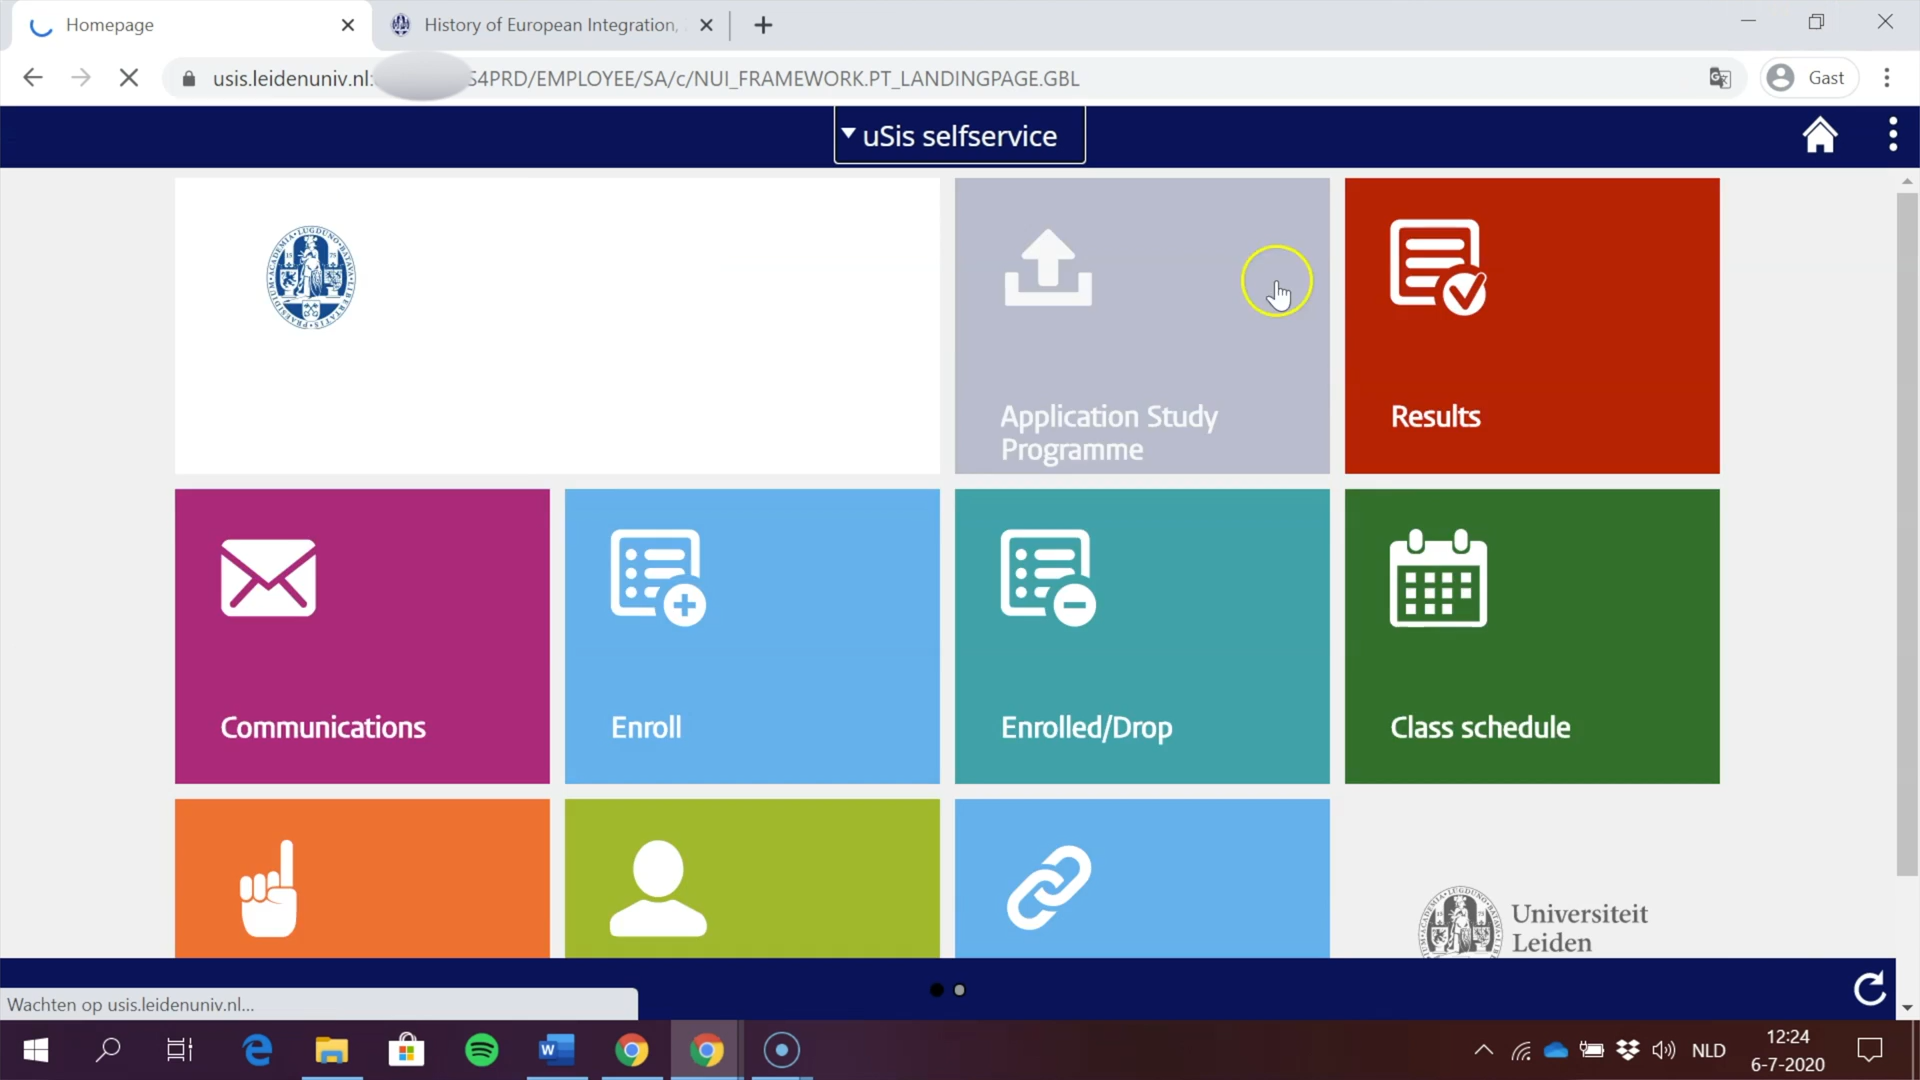 Homepage
History of European Integration,
usis.leidenuniv.nl:
S4PRD/EMPLOYEE/SA/c/NUI_FRAMEWORK.PT_LANDINGPAGE.GBL
Gast
uSis selfservice
Application Study
Programme
Results
Communications
Enroll
Enrolled/Drop
Class schedule
Universiteit
Leiden
Wachten op usis.leidenuniv.nl...
NLD
12:24
6-7-2020